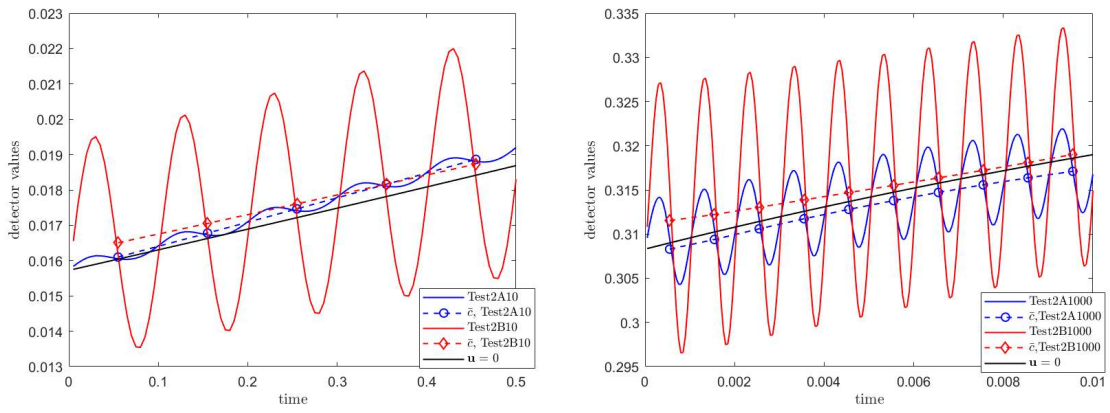 detector values
0.023
0.022
0.021
0.02
0.019
0.018
0.017
0.016
0.015
0.014
0.013
0 0.1 0.2 0.3 0.4 0.5
time
Test2A10
c̄, Test2A10
Test2B10
c̄, Test2B10
u = 0
detector values
0.335
0.33
0.325
0.32
0.315
0.31
0.305
0.3
0.295
0 0.002 0.004 0.006 0.008 0.01
time
Test2A1000
c̄,Test2A1000
Test2B1000
c̄,Test2B1000
u = 0